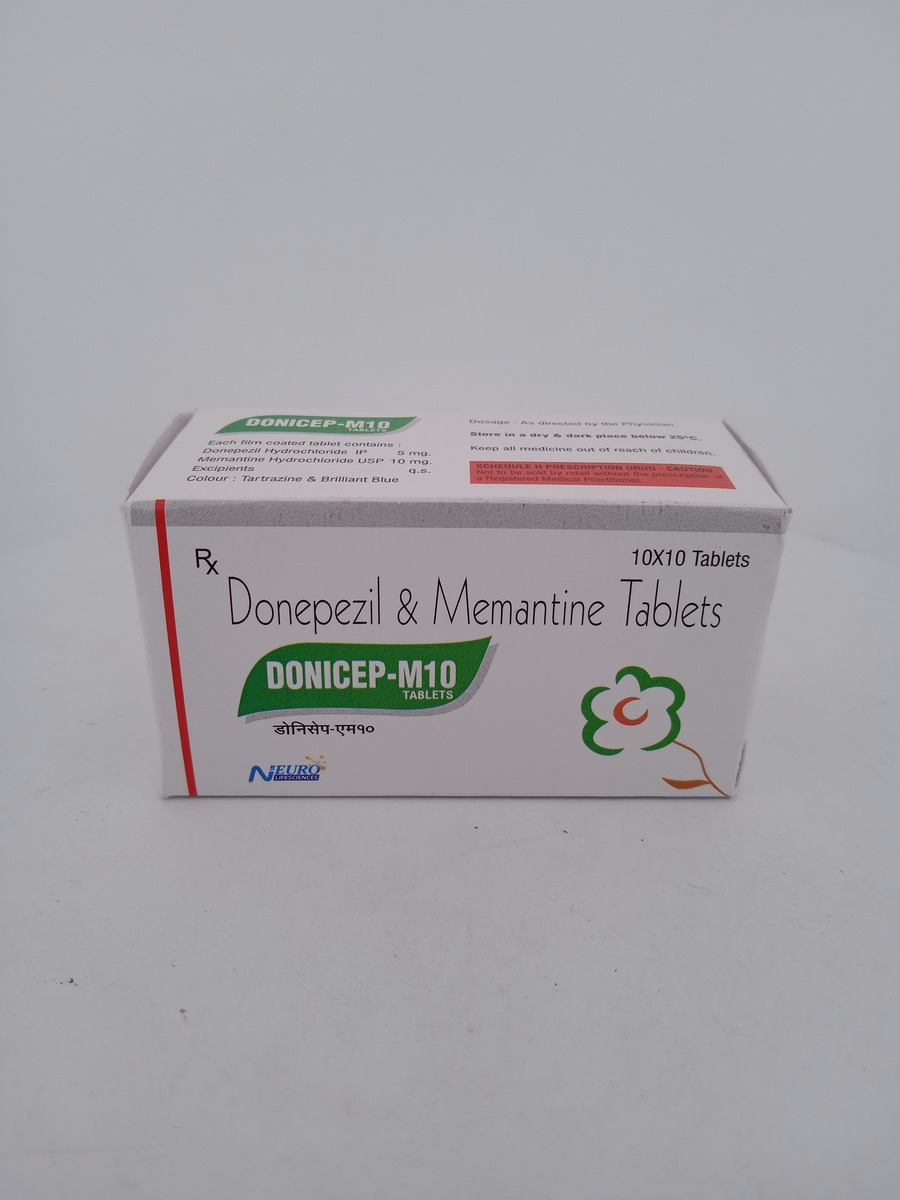 DONICEP-M10
TABLETS
Each film coated tablet contains :
Donepezil Hydrochloride IP 5 mg.
Memantine Hydrochloride USP 10 mg.
Excipients q.s.
Colour : Tartrazine & Brilliant Blue
Dosage : As directed by the Physician.
Store in a dry & dark place below 25°C.
Keep all medicine out of reach of children.
SCHEDULE H PRESCRIPTION DRUG - CAUTION
Not to be sold by retail without the prescription of
a Registered Medical Practitioner.
Rx
10X10 Tablets
Donepezil & Memantine Tablets
DONICEP-M10
TABLETS
डोनिसेप-एम१०
NEURO
LIFESCIENCES